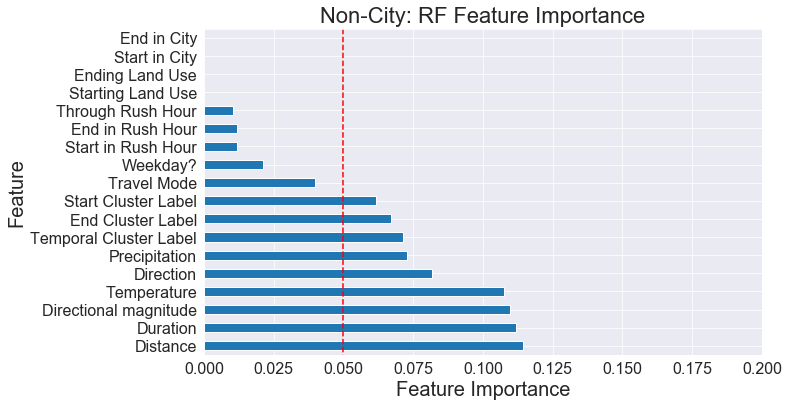 Non-City: RF Feature Importance
Feature
End in City
Start in City
Ending Land Use
Starting Land Use
Through Rush Hour
End in Rush Hour
Start in Rush Hour
Weekday?
Travel Mode
Start Cluster Label
End Cluster Label
Temporal Cluster Label
Precipitation
Direction
Temperature
Directional magnitude
Duration
Distance
0.000 0.025 0.050 0.075 0.100 0.125 0.150 0.175 0.200
Feature Importance